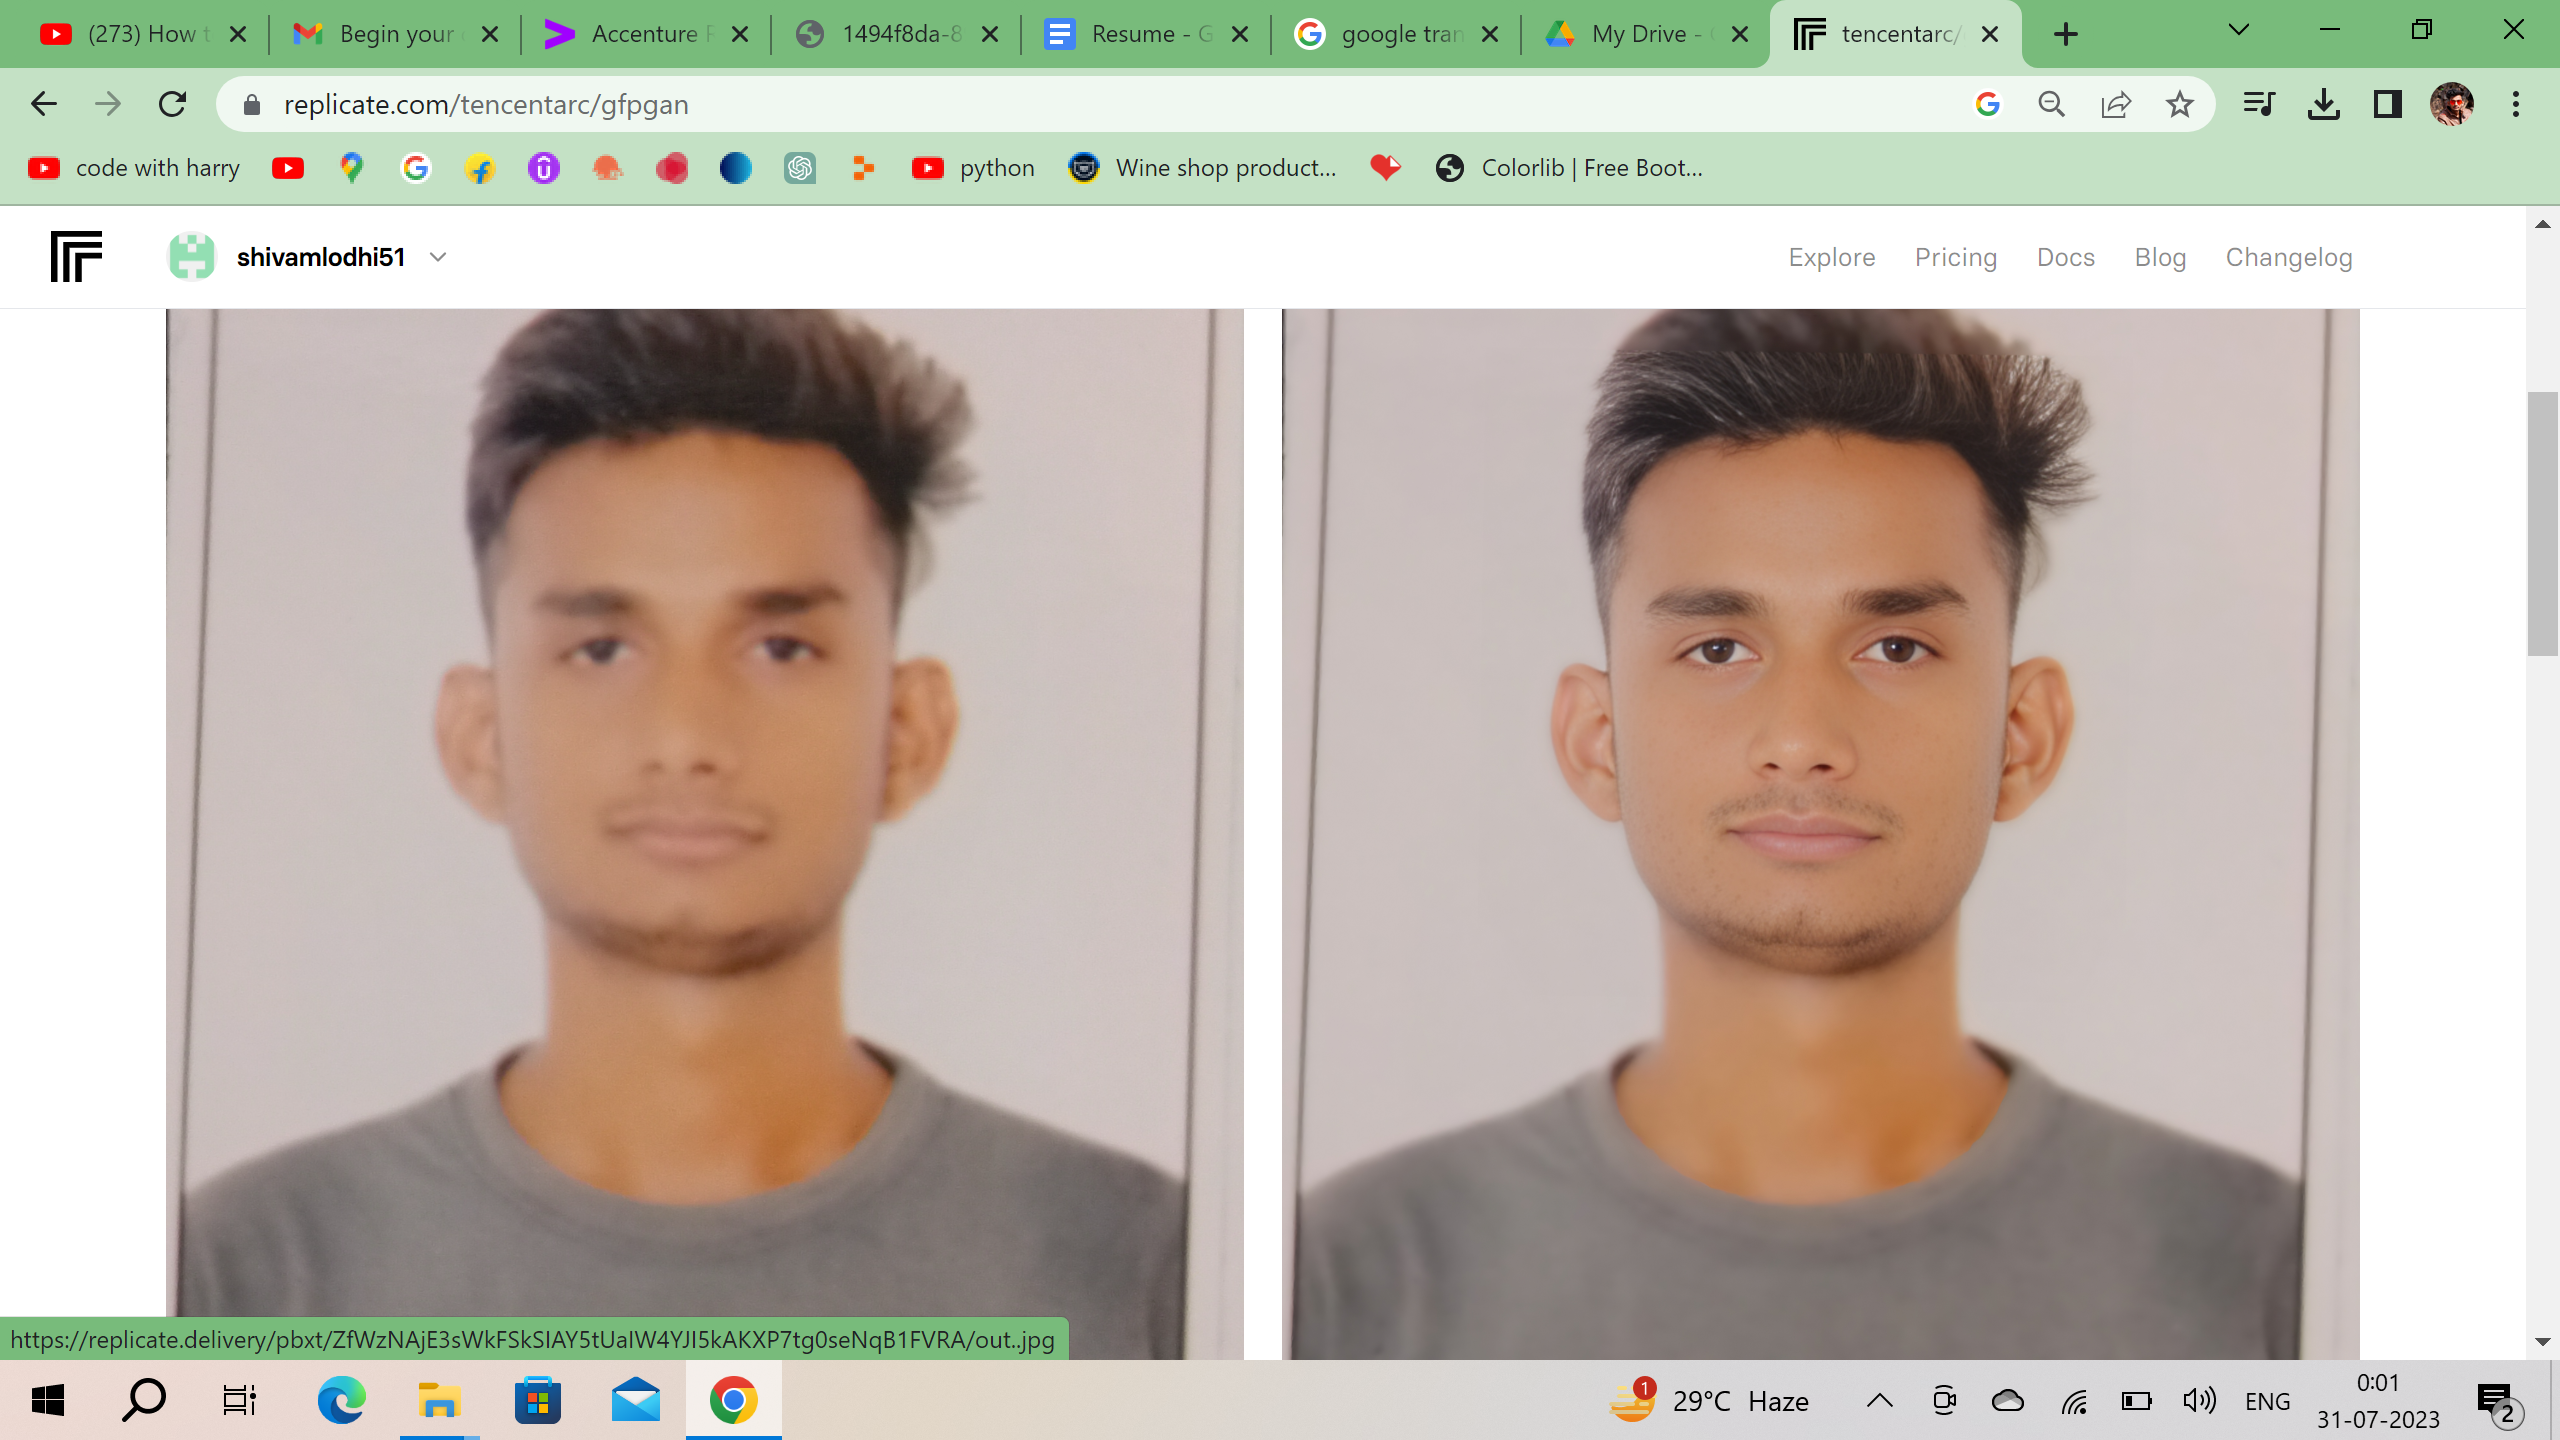 (273) How t
Begin your
Accenture R
1494f8da-8
Resume - G
google tran
My Drive -
tencentarc/
replicate.com/tencentarc/gfpgan
code with harry
python
Wine shop product...
Colorlib | Free Boot...
shivamlodhi51
Explore
Pricing
Docs
Blog
Changelog
https://replicate.delivery/pbxt/ZfWzNAjE3sWkFSkSIAY5tUaIW4YJI5kAKXP7tg0seNqB1FVRA/out..jpg
1
29°C Haze
ENG
0:01
31-07-2023
2